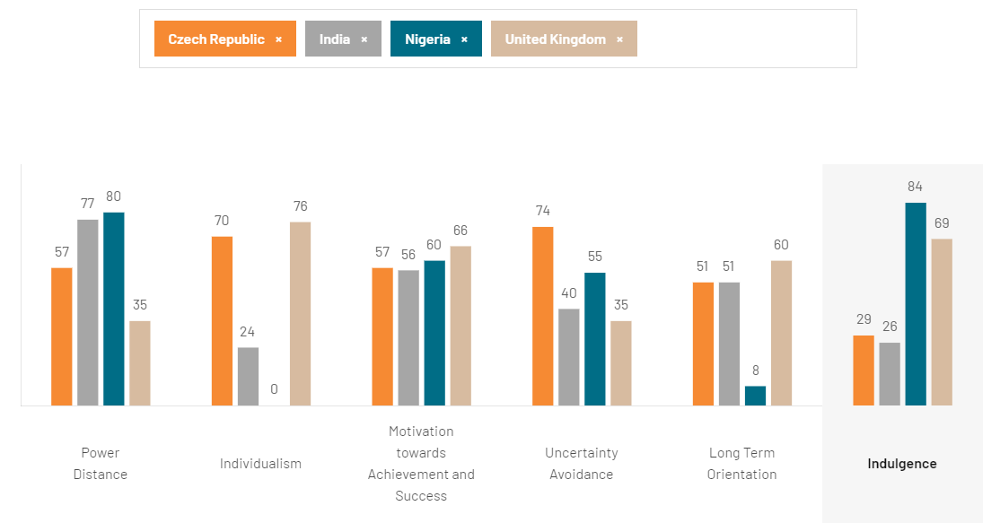 Czech Republic × India × Nigeria × United Kingdom ×
57 77 80 35
70 24 0 76
57 56 60 66
74 40 55 35
51 51 8 60
29 26 84 69
Power
Distance
Individualism
Motivation
towards
Achievement and
Success
Uncertainty
Avoidance
Long Term
Orientation
Indulgence